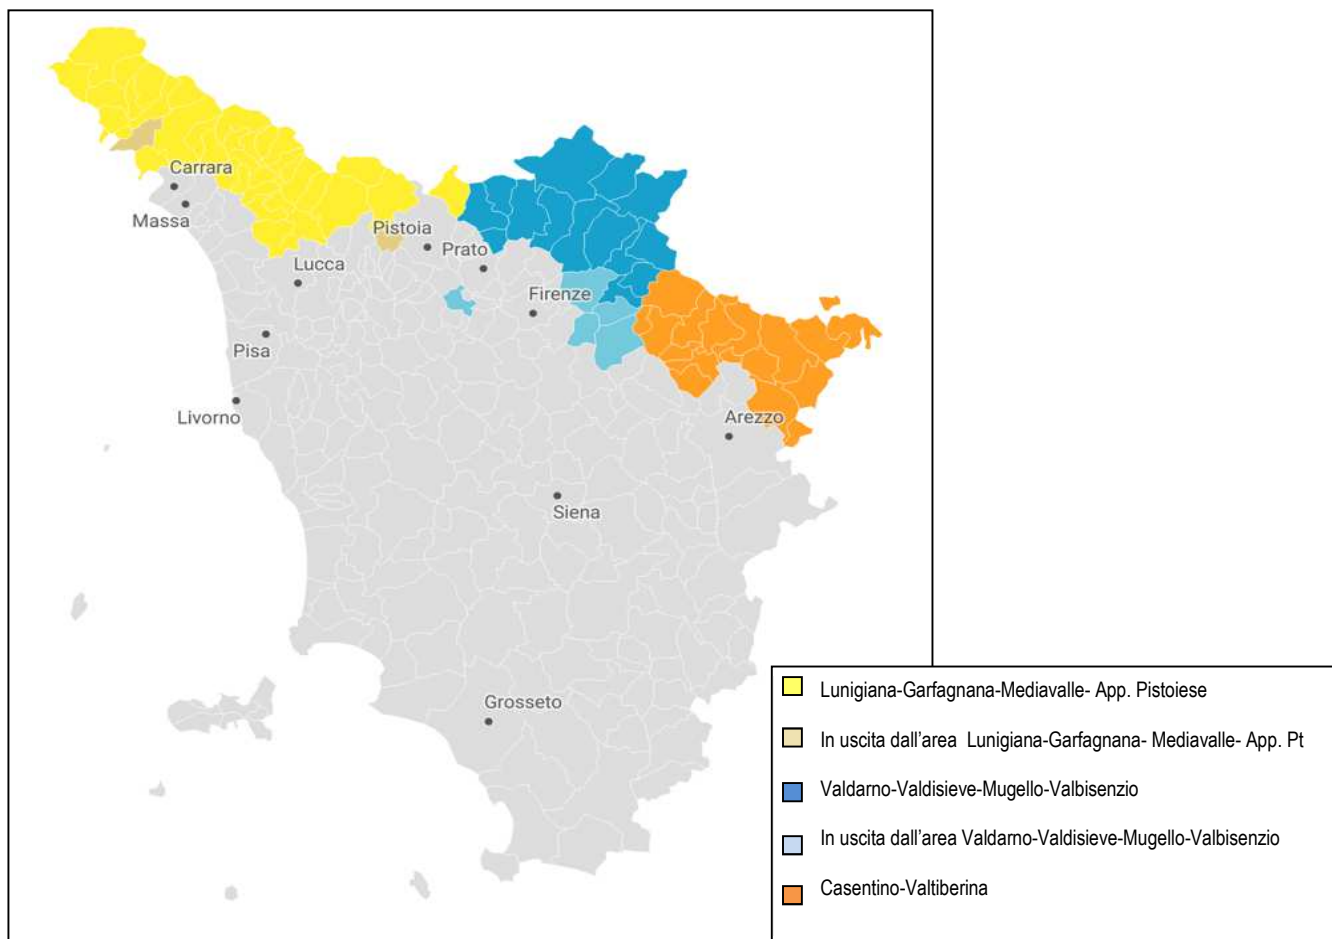 Carrara
Massa
Pistoia
Prato
Lucca
Firenze
Pisa
Livorno
Arezzo
Siena
Grosseto
Lunigiana-Garfagnana-Mediavalle- App. Pistoiese
In uscita dall'area Lunigiana-Garfagnana- Mediavalle- App. Pt
Valdarno-Valdisieve-Mugello-Valbisenzio
In uscita dall'area Valdarno-Valdisieve-Mugello-Valbisenzio
Casentino-Valtiberina